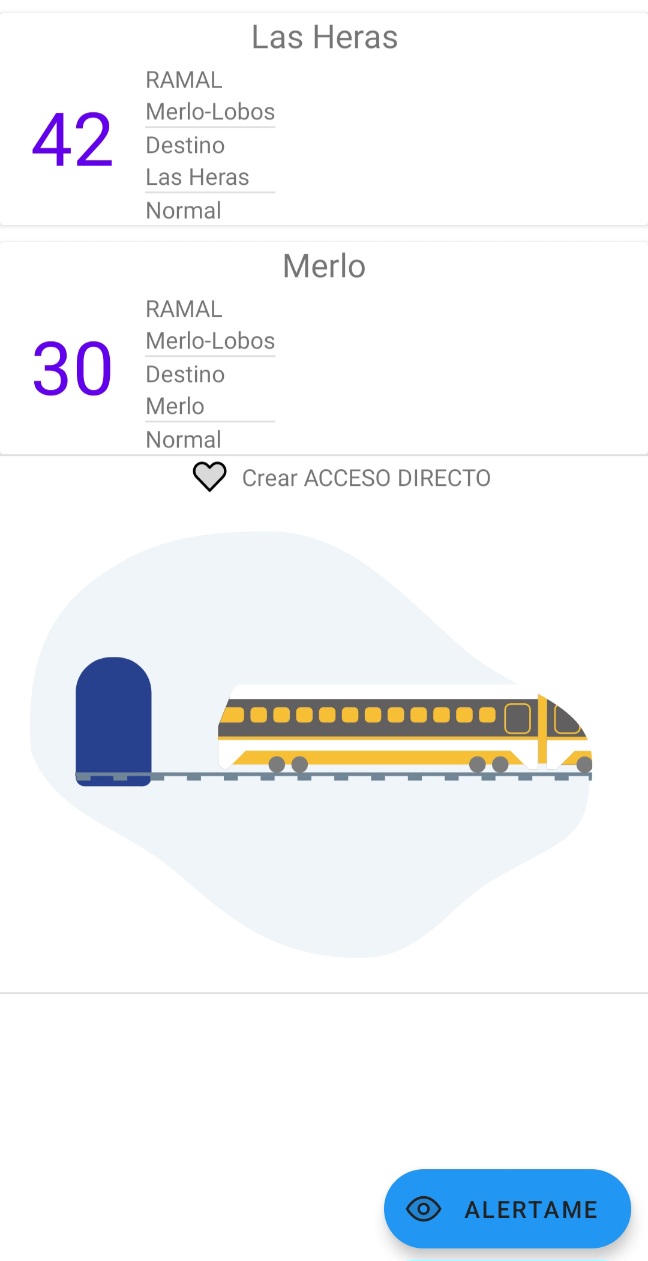 Las Heras
42
RAMAL
Merlo-Lobos
Destino
Las Heras
Normal
Merlo
30
RAMAL
Merlo-Lobos
Destino
Merlo
Normal
Crear ACCESO DIRECTO
ALERTAME